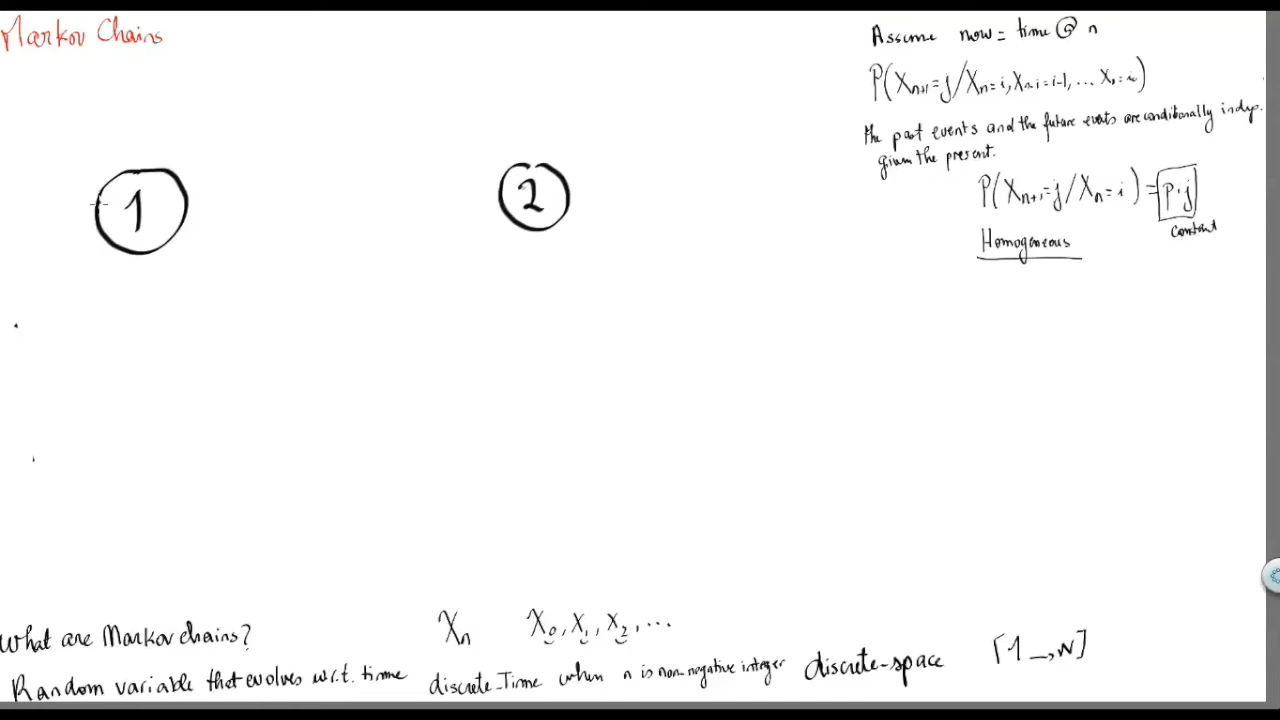 Markov Chains
Assume now = time @ n
P(Xn+1=j/Xn=i, Xn-1=i-1, ... X0=i0)
the past events and the future events are conditionally indep.
given the present.
P(Xn+1=j/Xn=i) = p.j
constant
Homogeneous
1
2
What are Markov chains?
Xn X0, X1, X2, ...
Random variable that evolves w.r.t. time
discrete-Time when n is non-negative integer
discrete-space [1→N]